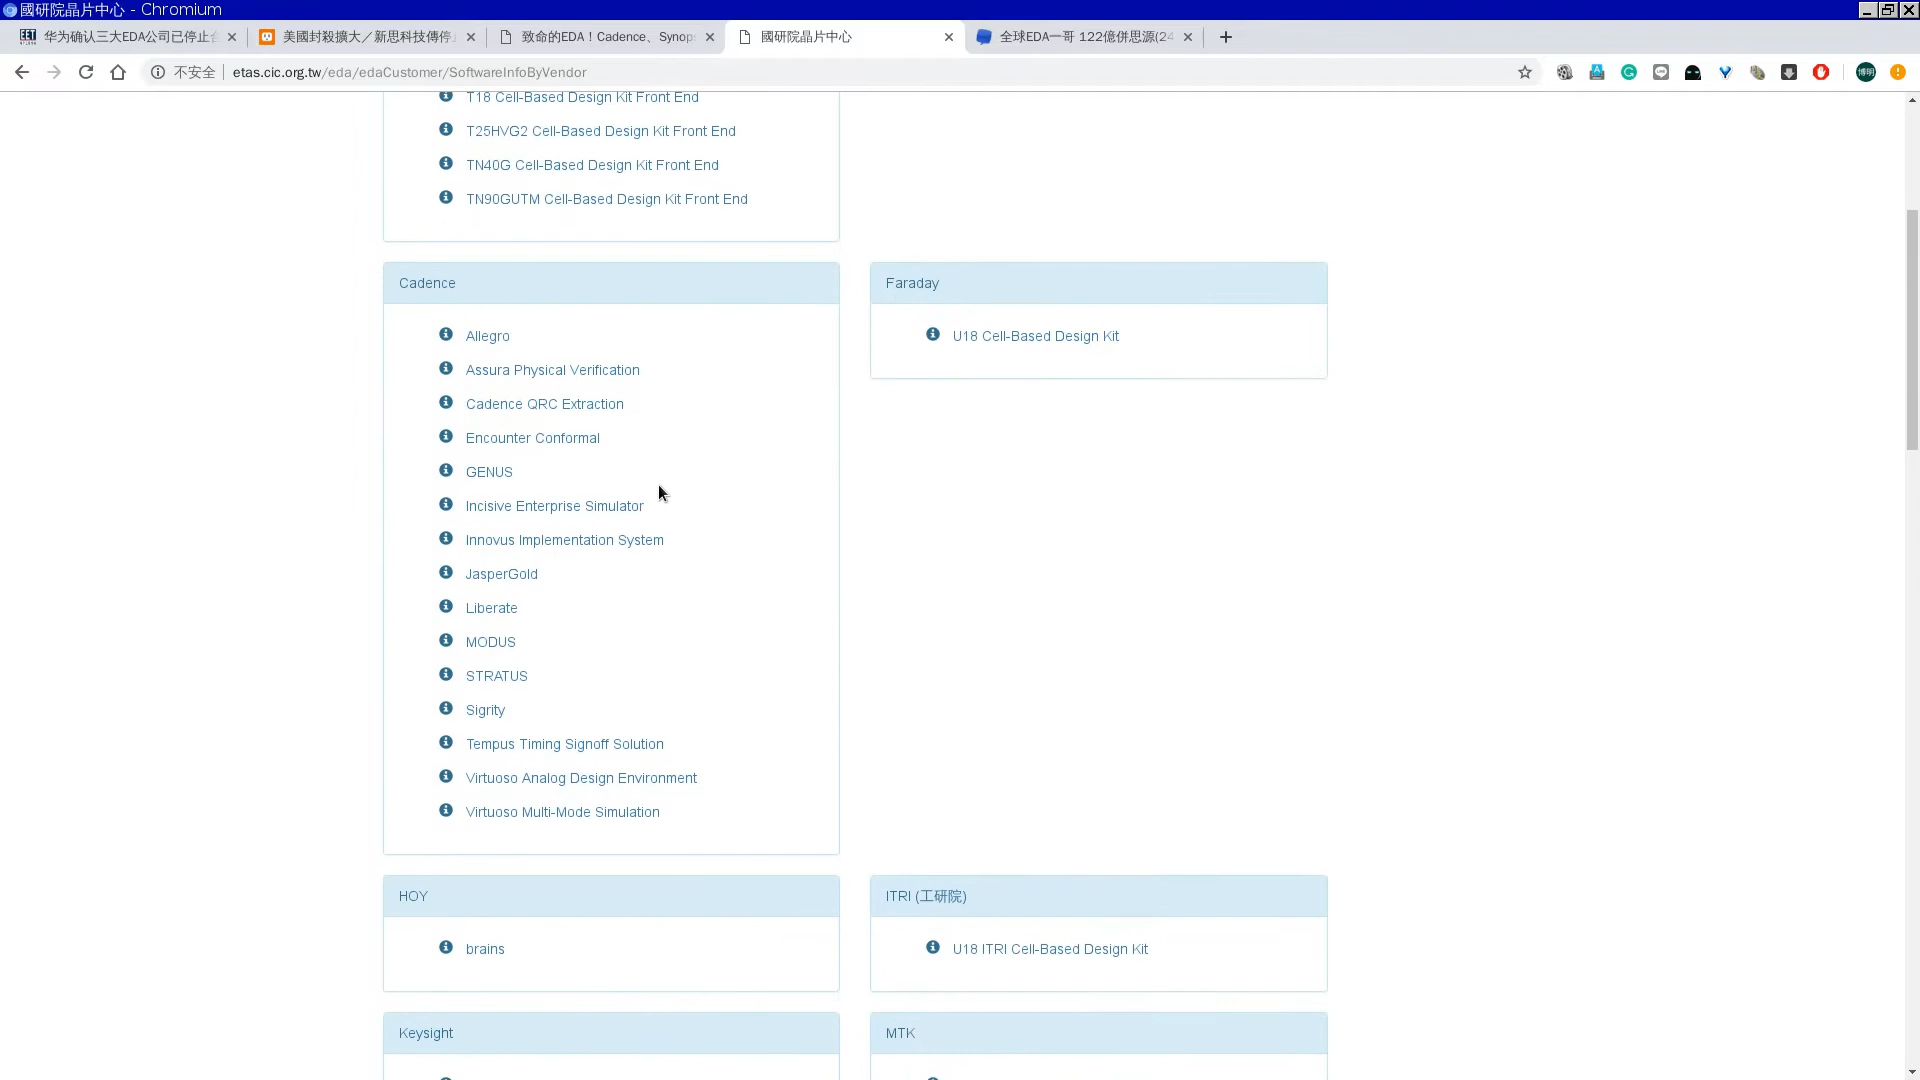 國研院晶片中心 - Chromium
华为确认三大EDA公司已停止合
美國封殺擴大／新思科技傳停
致命的EDA！Cadence、Synops
國研院晶片中心
全球EDA一哥 122億併思源(24
不安全
etas.cic.org.tw/eda/edaCustomer/SoftwareInfoByVendor
博明
T18 Cell-Based Design Kit Front End
T25HVG2 Cell-Based Design Kit Front End
TN40G Cell-Based Design Kit Front End
TN90GUTM Cell-Based Design Kit Front End
Cadence
Allegro
Assura Physical Verification
Cadence QRC Extraction
Encounter Conformal
GENUS
Incisive Enterprise Simulator
Innovus Implementation System
JasperGold
Liberate
MODUS
STRATUS
Sigrity
Tempus Timing Signoff Solution
Virtuoso Analog Design Environment
Virtuoso Multi-Mode Simulation
Faraday
U18 Cell-Based Design Kit
HOY
brains
ITRI (工研院)
U18 ITRI Cell-Based Design Kit
Keysight
MTK